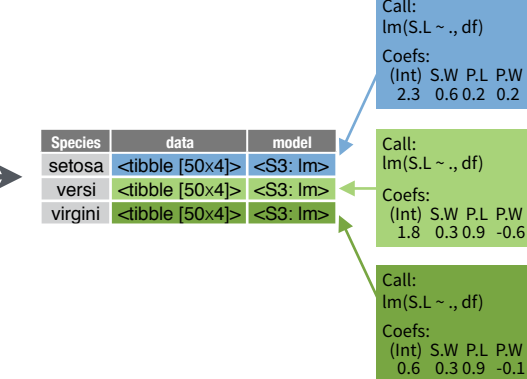 Call:
lm(S.L ~ ., df)
Coefs:
(Int) S.W P.L P.W
2.3 0.6 0.2 0.2
Species data model
setosa <tibble [50x4]> <S3: lm>
versi <tibble [50x4]> <S3: lm>
virgini <tibble [50x4]> <S3: lm>
Call:
lm(S.L ~ ., df)
Coefs:
(Int) S.W P.L P.W
1.8 0.3 0.9 -0.6
Call:
lm(S.L ~ ., df)
Coefs:
(Int) S.W P.L P.W
0.6 0.3 0.9 -0.1